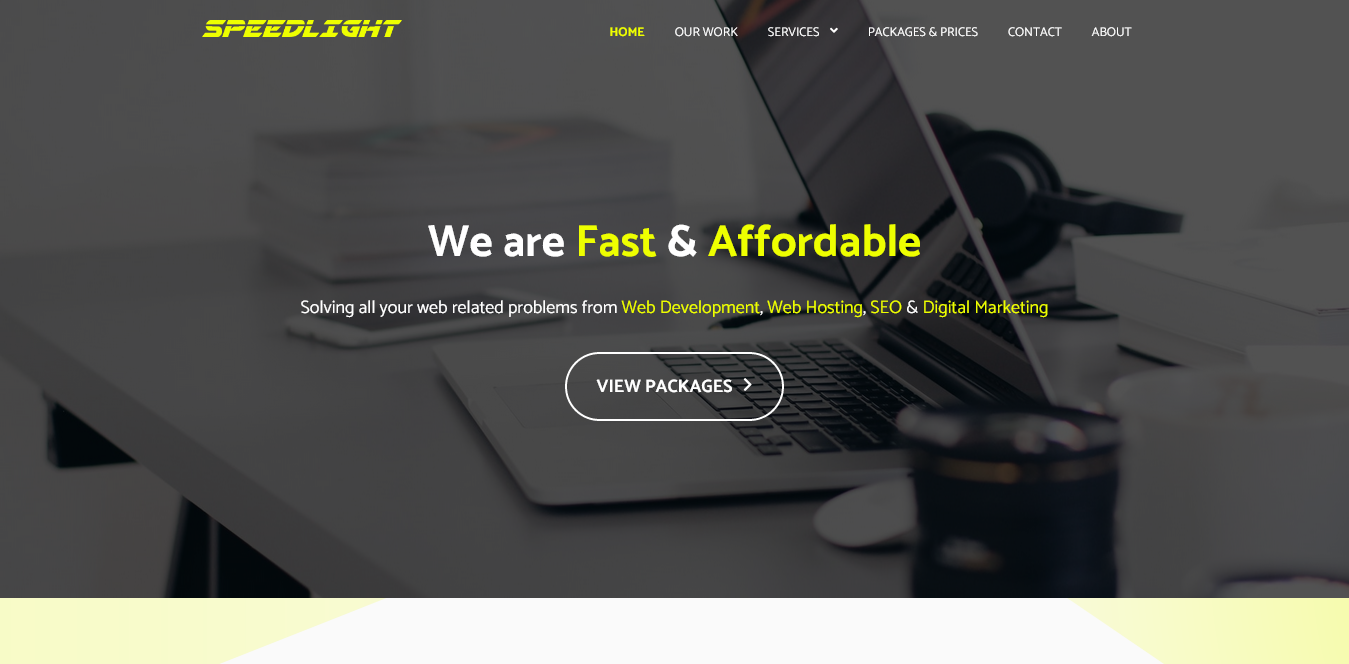 SPEEDLIGHT
HOME OUR WORK SERVICES PACKAGES & PRICES CONTACT ABOUT
We are Fast & Affordable
Solving all your web related problems from Web Development, Web Hosting, SEO & Digital Marketing
VIEW PACKAGES